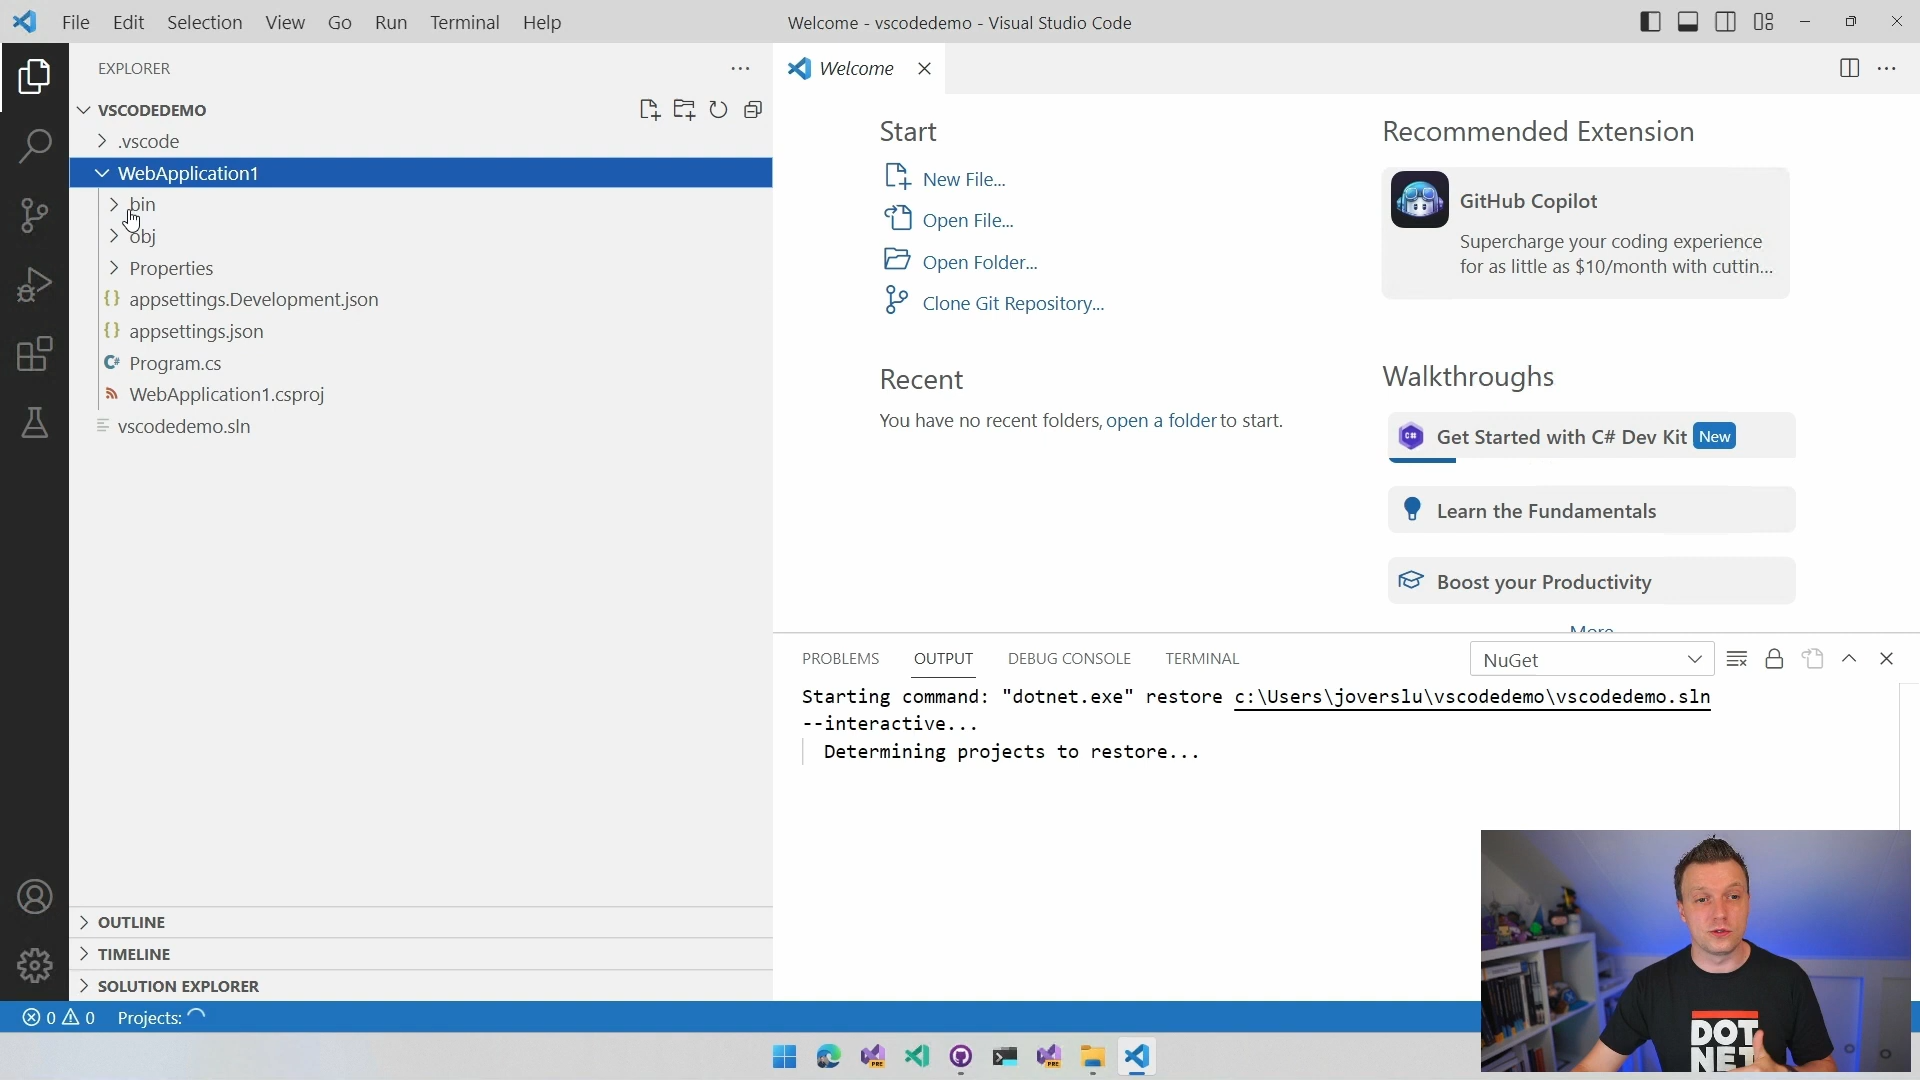 File Edit Selection View Go Run Terminal Help
Welcome - vscodedemo - Visual Studio Code
EXPLORER
VSCODEDEMO
.vscode
WebApplication1
bin
obj
Properties
appsettings.Development.json
appsettings.json
Program.cs
WebApplication1.csproj
vscodedemo.sln
OUTLINE
TIMELINE
SOLUTION EXPLORER
Welcome
Start
New File...
Open File...
Open Folder...
Clone Git Repository...
Recent
You have no recent folders, open a folder to start.
Recommended Extension
GitHub Copilot
Supercharge your coding experience
for as little as $10/month with cuttin...
Walkthroughs
C#
Get Started with C# Dev Kit New
Learn the Fundamentals
Boost your Productivity
More
PROBLEMS OUTPUT DEBUG CONSOLE TERMINAL
NuGet
Starting command: "dotnet.exe" restore c:\Users\joverslu\vscodedemo\vscodedemo.sln
--interactive...
Determining projects to restore...
0 0 Projects:
PRE
PRE
DOT
NET